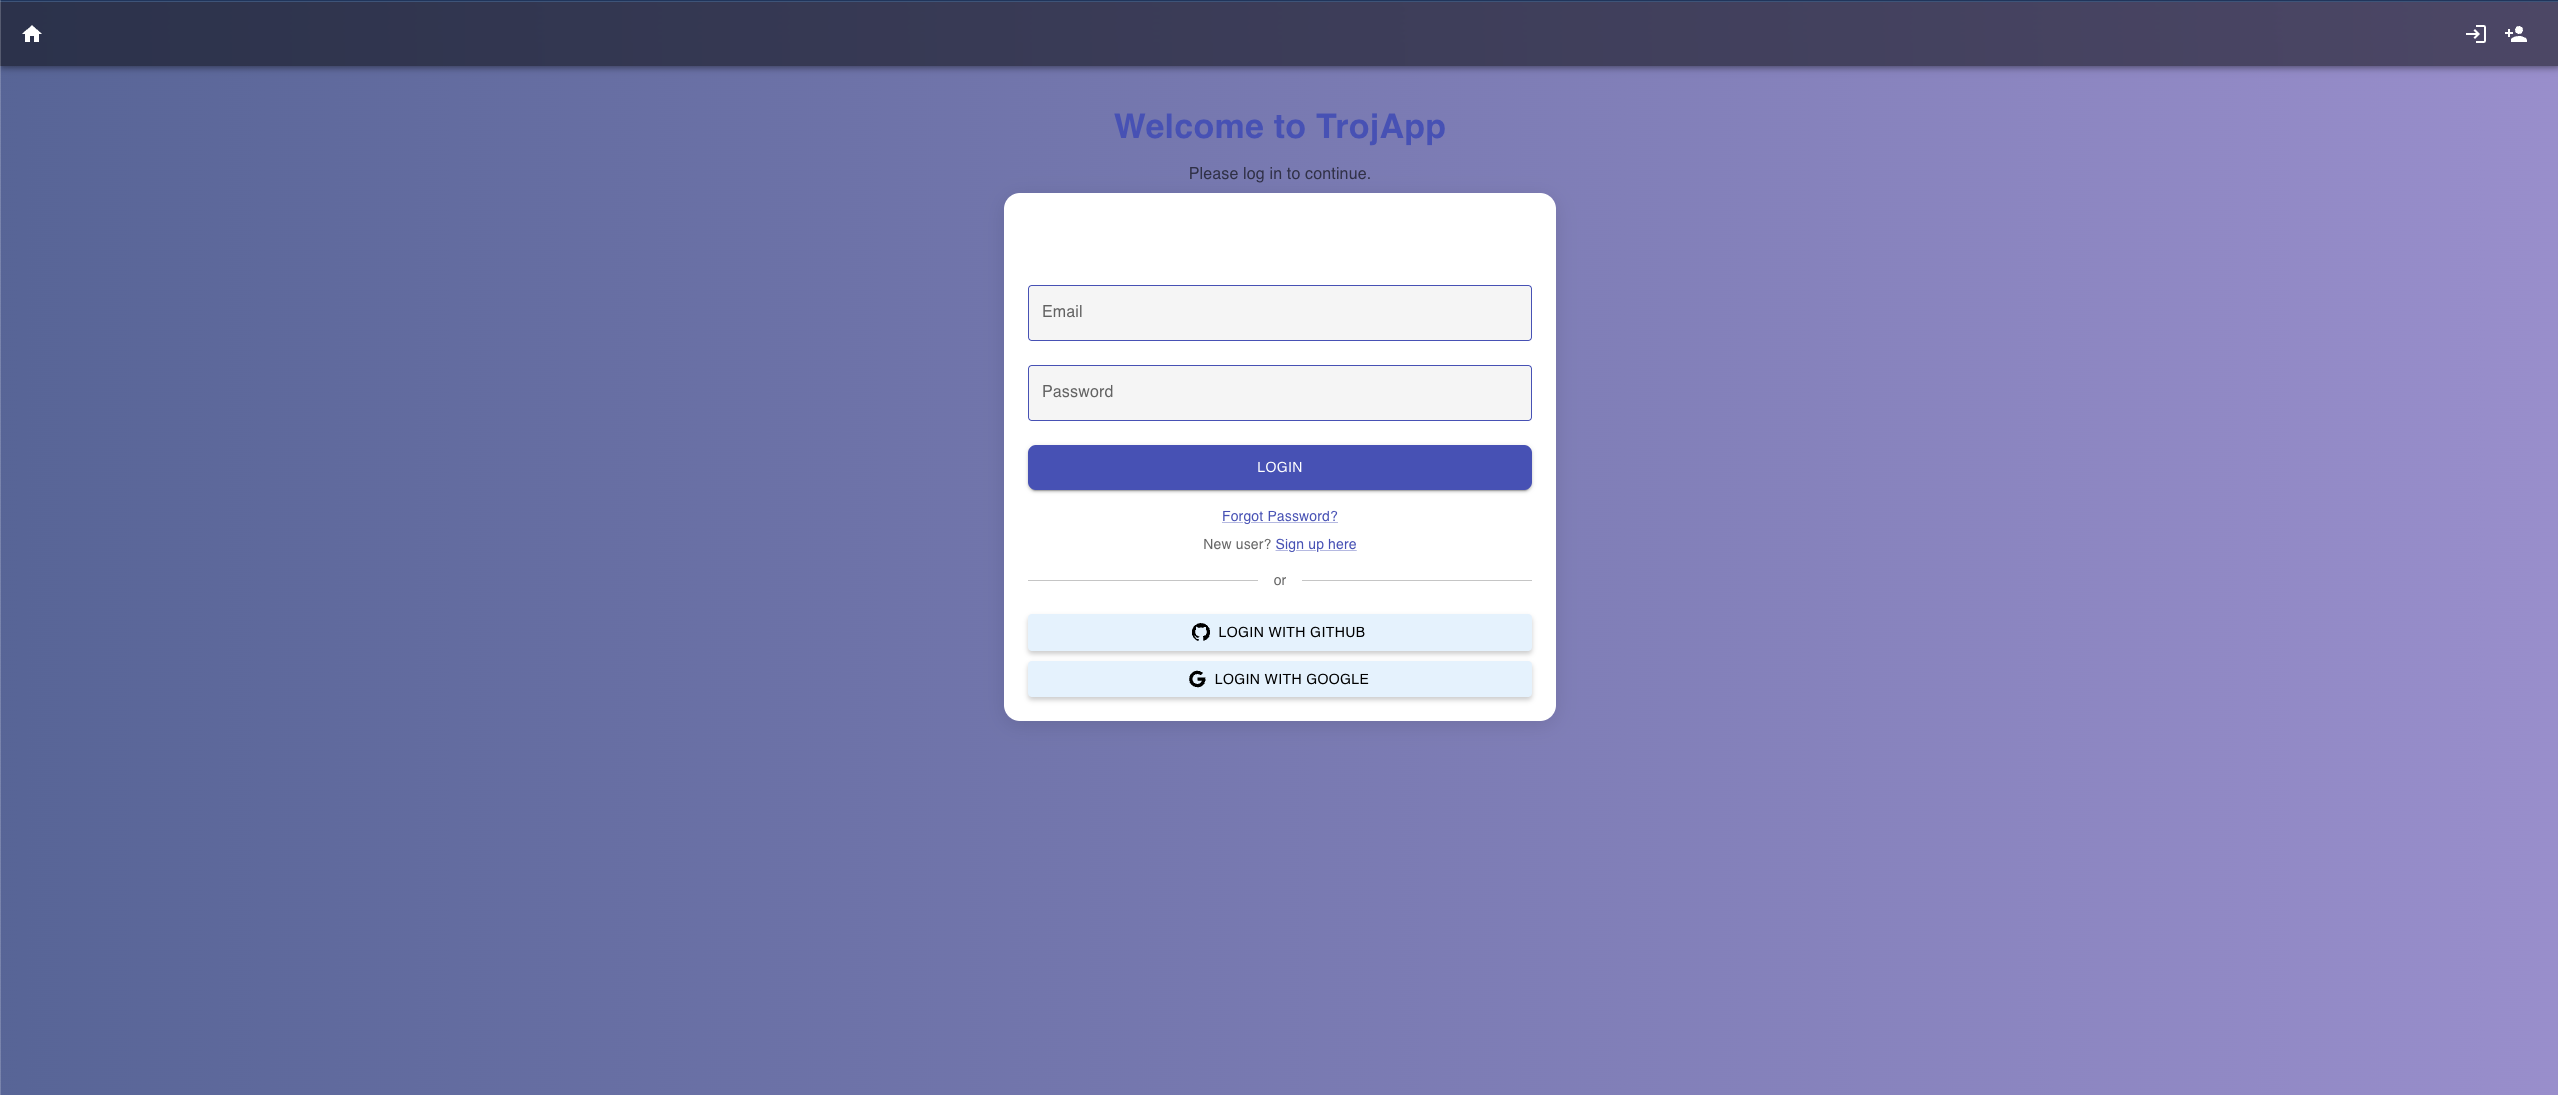 Welcome to TrojApp
Please log in to continue.
Email
Password
LOGIN
Forgot Password?
New user? Sign up here
or
LOGIN WITH GITHUB
LOGIN WITH GOOGLE